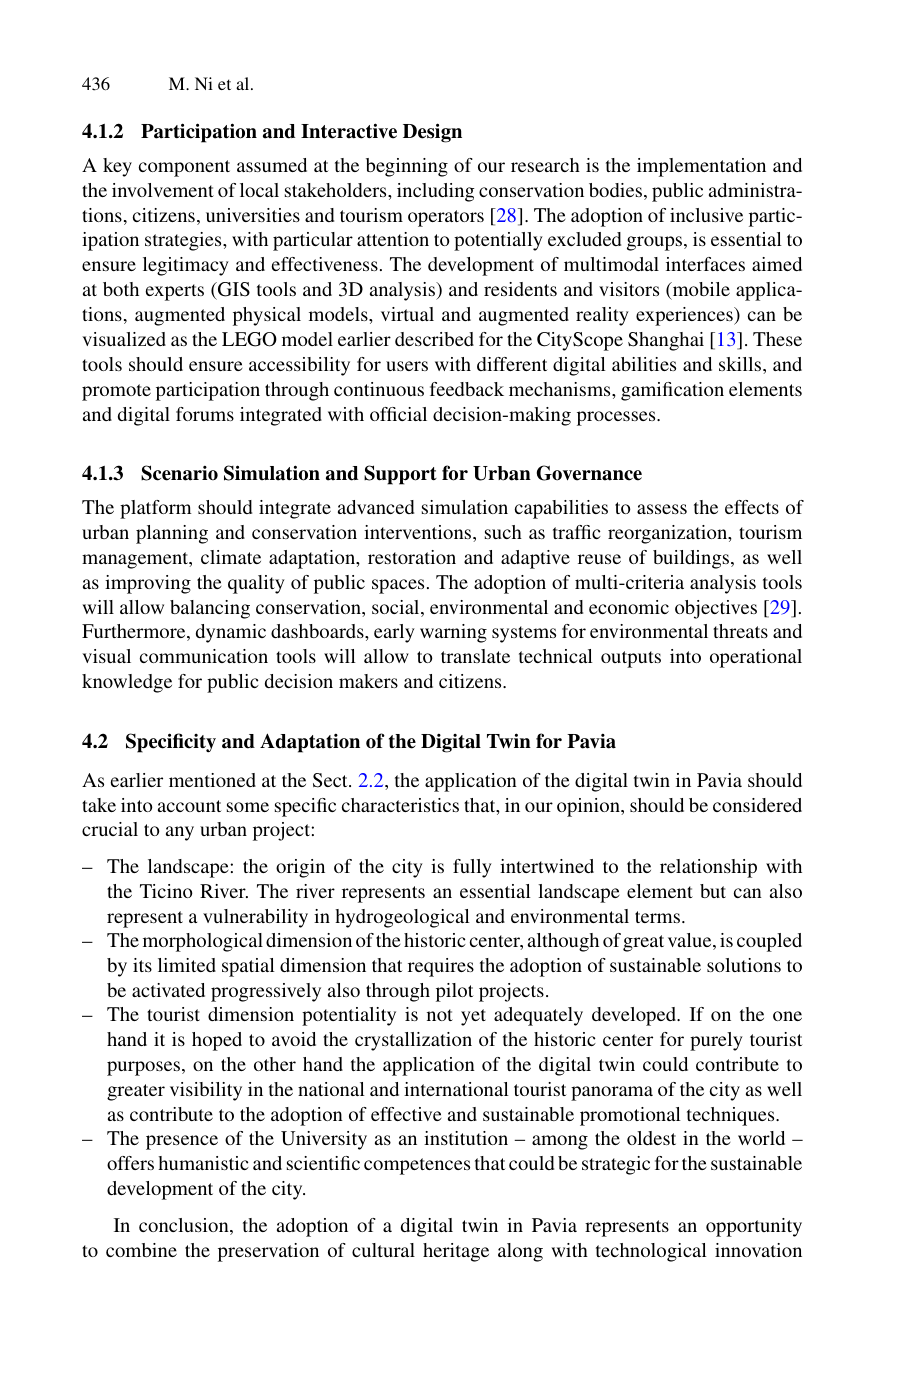 436 M. Ni et al.
4.1.2 Participation and Interactive Design
A key component assumed at the beginning of our research is the implementation and
the involvement of local stakeholders, including conservation bodies, public administra-
tions, citizens, universities and tourism operators [28]. The adoption of inclusive partic-
ipation strategies, with particular attention to potentially excluded groups, is essential to
ensure legitimacy and effectiveness. The development of multimodal interfaces aimed
at both experts (GIS tools and 3D analysis) and residents and visitors (mobile applica-
tions, augmented physical models, virtual and augmented reality experiences) can be
visualized as the LEGO model earlier described for the CityScope Shanghai [13]. These
tools should ensure accessibility for users with different digital abilities and skills, and
promote participation through continuous feedback mechanisms, gamification elements
and digital forums integrated with official decision-making processes.
4.1.3 Scenario Simulation and Support for Urban Governance
The platform should integrate advanced simulation capabilities to assess the effects of
urban planning and conservation interventions, such as traffic reorganization, tourism
management, climate adaptation, restoration and adaptive reuse of buildings, as well
as improving the quality of public spaces. The adoption of multi-criteria analysis tools
will allow balancing conservation, social, environmental and economic objectives [29].
Furthermore, dynamic dashboards, early warning systems for environmental threats and
visual communication tools will allow to translate technical outputs into operational
knowledge for public decision makers and citizens.
4.2 Specificity and Adaptation of the Digital Twin for Pavia
As earlier mentioned at the Sect. 2.2, the application of the digital twin in Pavia should
take into account some specific characteristics that, in our opinion, should be considered
crucial to any urban project:
– The landscape: the origin of the city is fully intertwined to the relationship with
the Ticino River. The river represents an essential landscape element but can also
represent a vulnerability in hydrogeological and environmental terms.
– The morphological dimension of the historic center, although of great value, is coupled
by its limited spatial dimension that requires the adoption of sustainable solutions to
be activated progressively also through pilot projects.
– The tourist dimension potentiality is not yet adequately developed. If on the one
hand it is hoped to avoid the crystallization of the historic center for purely tourist
purposes, on the other hand the application of the digital twin could contribute to
greater visibility in the national and international tourist panorama of the city as well
as contribute to the adoption of effective and sustainable promotional techniques.
– The presence of the University as an institution – among the oldest in the world –
offers humanistic and scientific competences that could be strategic for the sustainable
development of the city.
In conclusion, the adoption of a digital twin in Pavia represents an opportunity
to combine the preservation of cultural heritage along with technological innovation